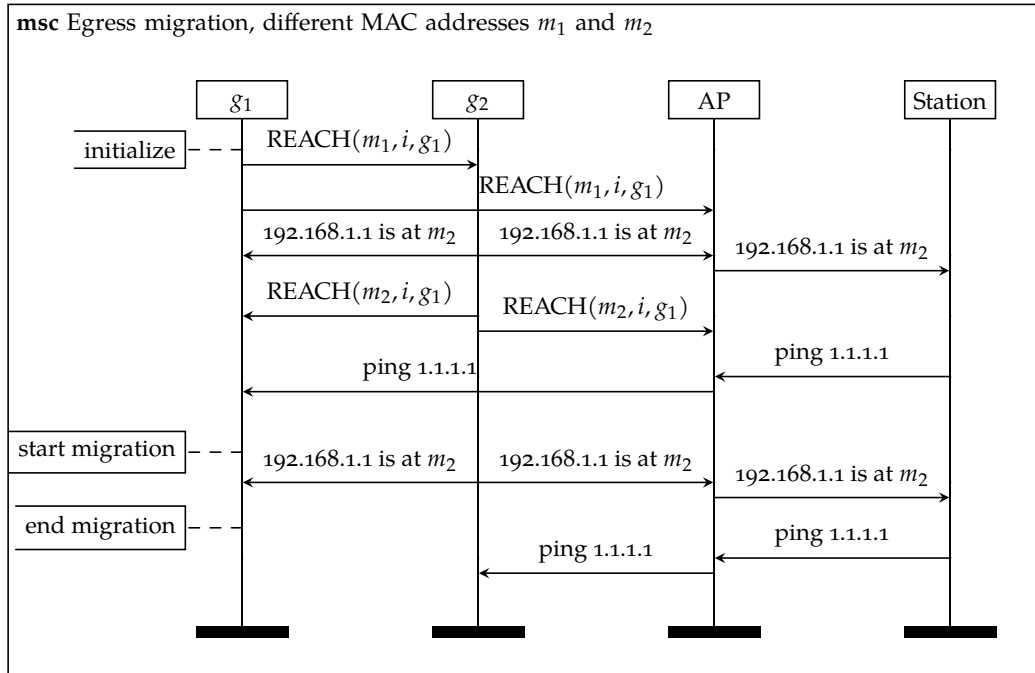 msc Egress migration, different MAC addresses m₁ and m₂
g₁ g₂ AP Station
initialize
REACH(m₁, i, g₁)
REACH(m₁, i, g₁)
192.168.1.1 is at m₂ 192.168.1.1 is at m₂
192.168.1.1 is at m₂
REACH(m₂, i, g₁)
REACH(m₂, i, g₁)
ping 1.1.1.1
ping 1.1.1.1
start migration
192.168.1.1 is at m₂ 192.168.1.1 is at m₂
192.168.1.1 is at m₂
end migration
ping 1.1.1.1
ping 1.1.1.1